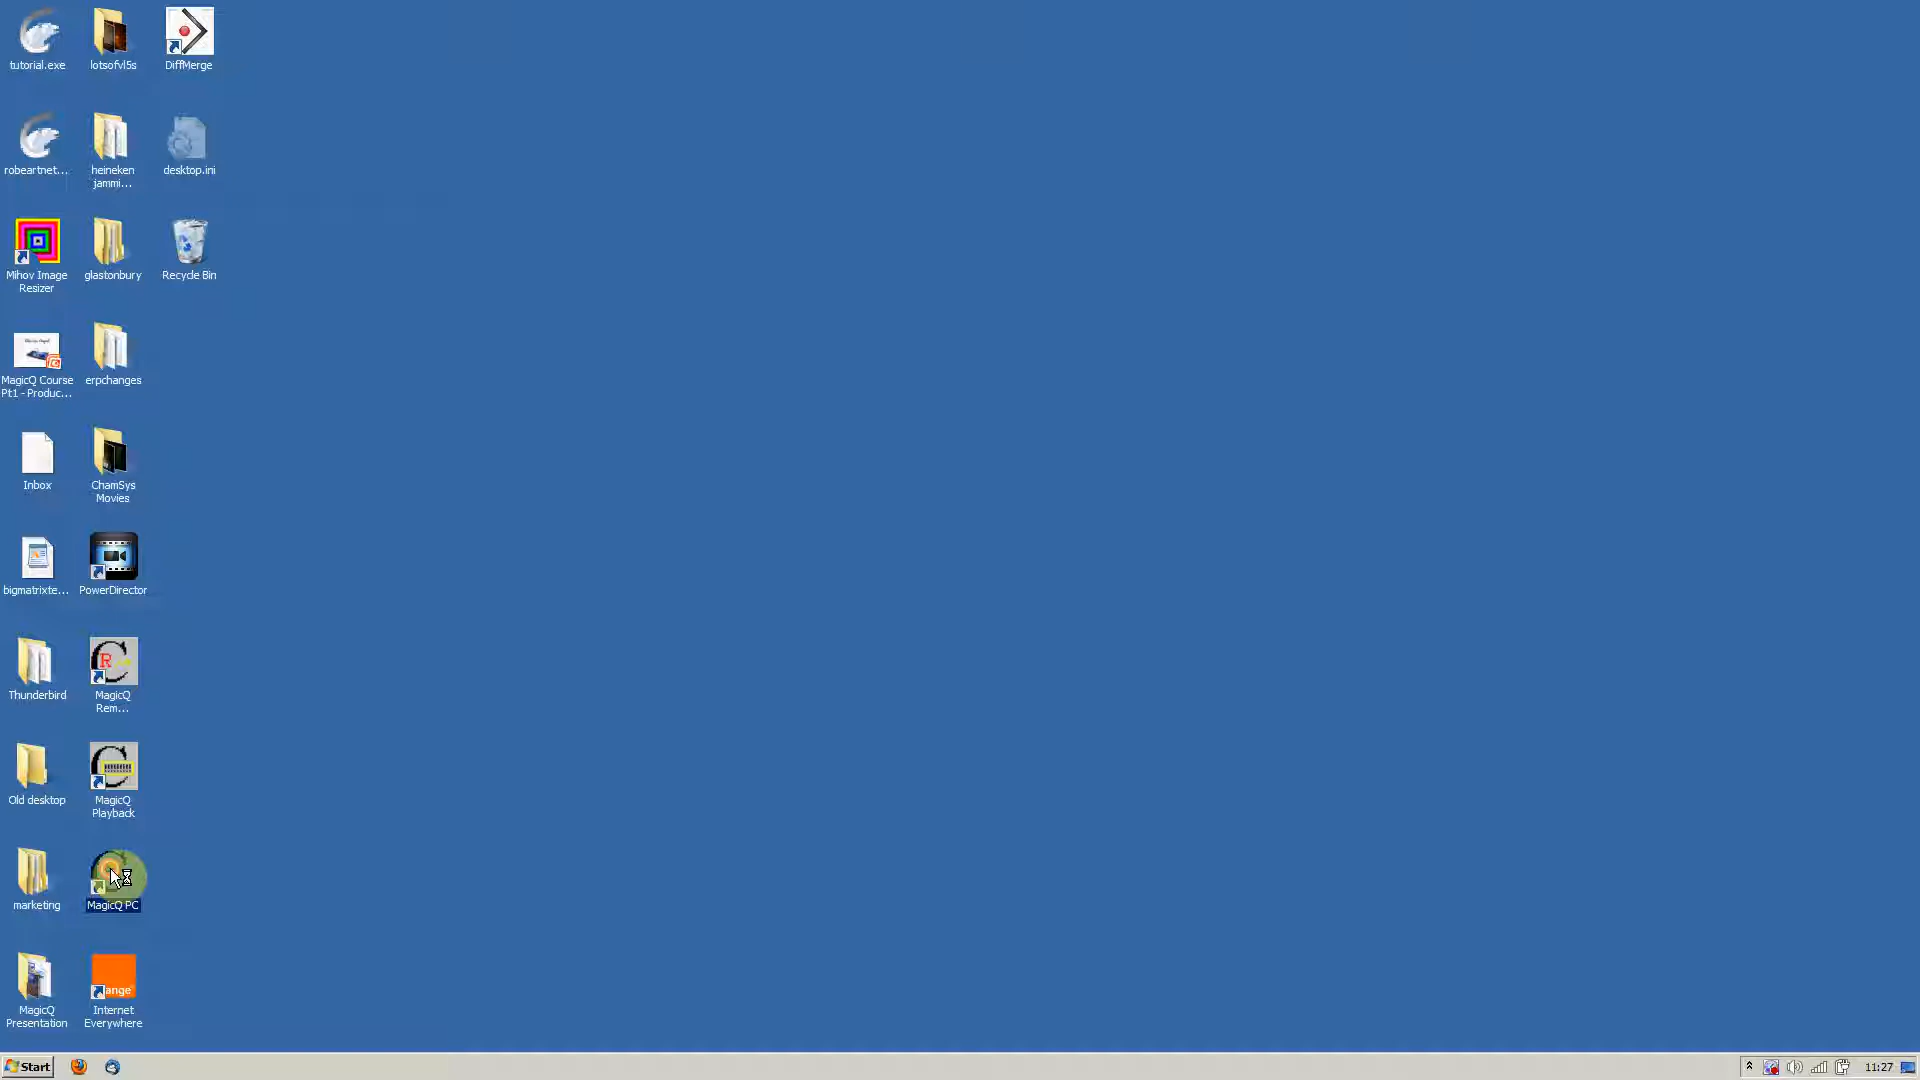 tutorial.exe
lotsofvl5s
DiffMerge
robeartnet...
heineken
jammi...
desktop.ini
Mihov Image
Resizer
glastonbury
Recycle Bin
MagicQ Course
Pt1 - Produc...
erpchanges
Inbox
ChamSys
Movies
bigmatrixte...
PowerDirector
Thunderbird
R
MagicQ
Rem...
Old desktop
MagicQ
Playback
marketing
MagicQ PC
MagicQ
Presentation
ange
Internet
Everywhere
Start
11:27